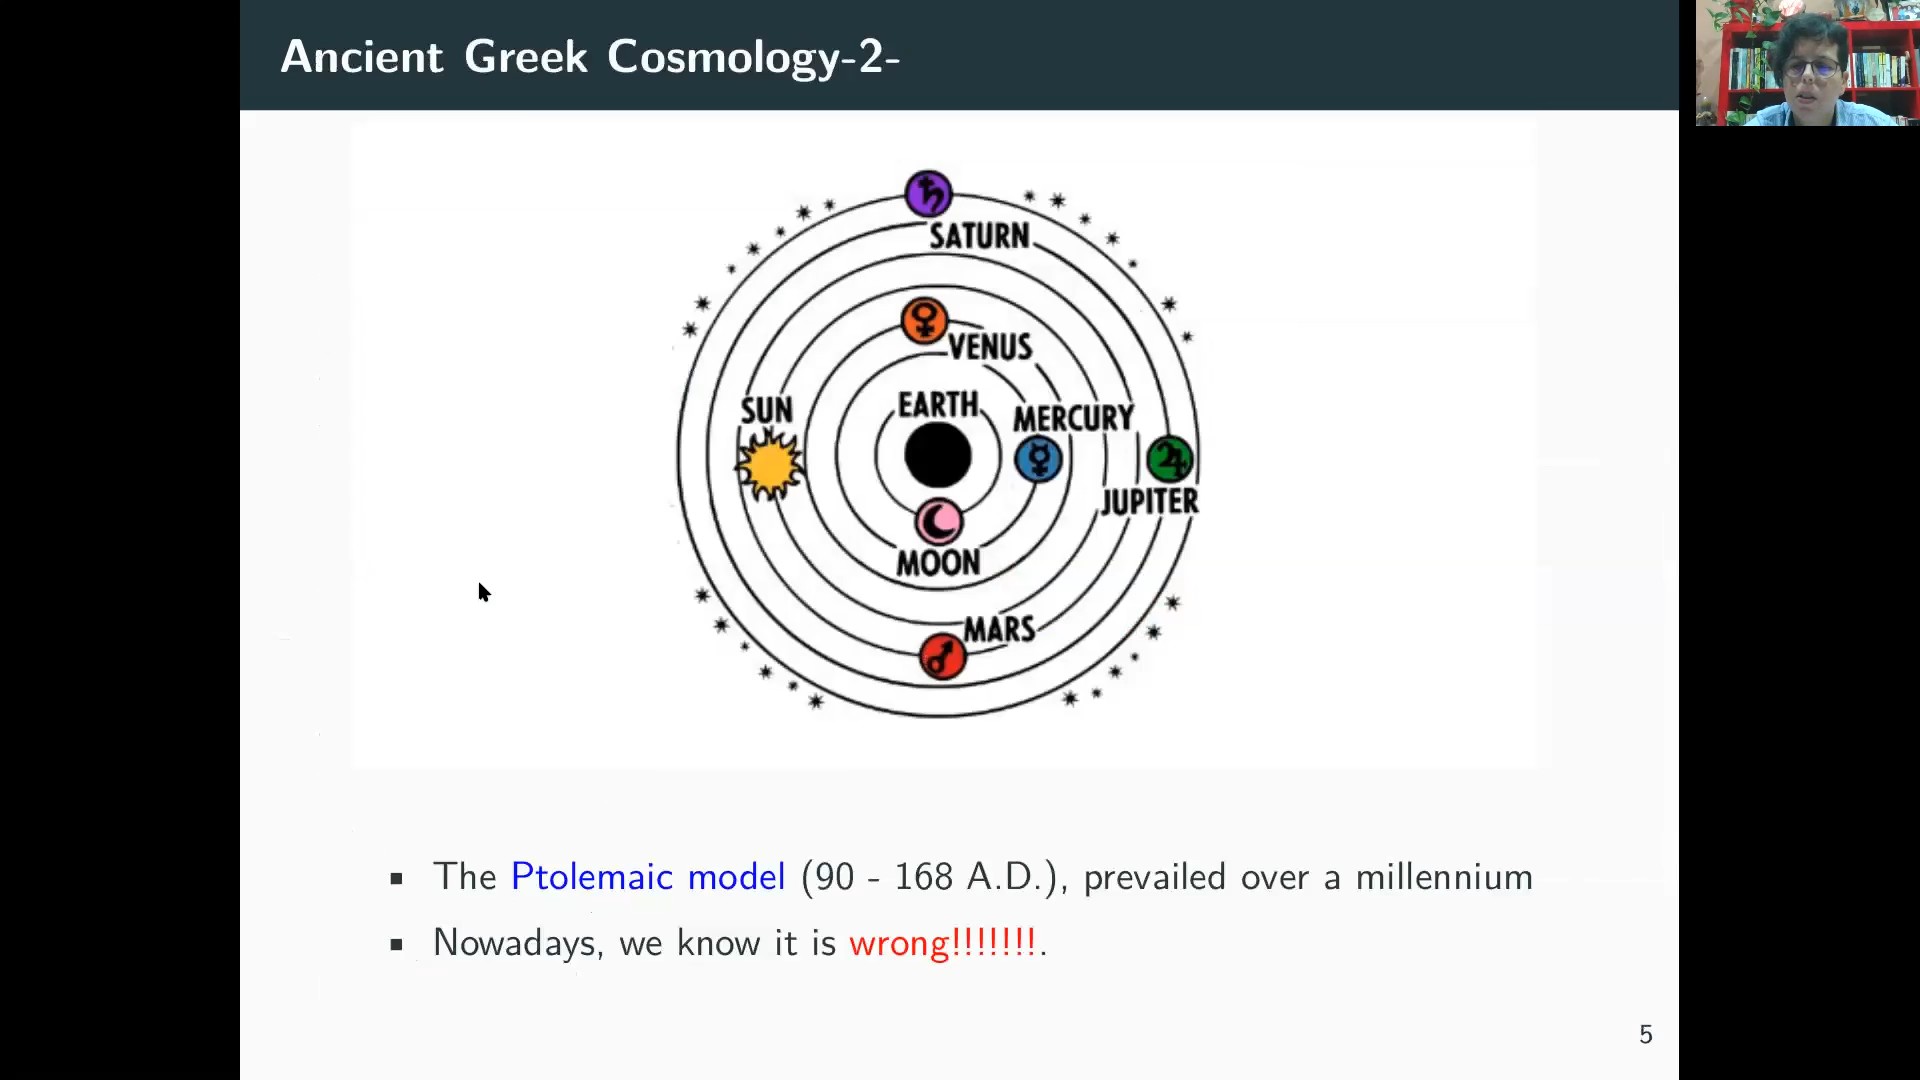 Ancient Greek Cosmology-2-
SATURN
VENUS
SUN
EARTH
MERCURY
JUPITER
MOON
MARS
The Ptolemaic model (90 - 168 A.D.), prevailed over a millennium
Nowadays, we know it is wrong!!!!!!!.
5